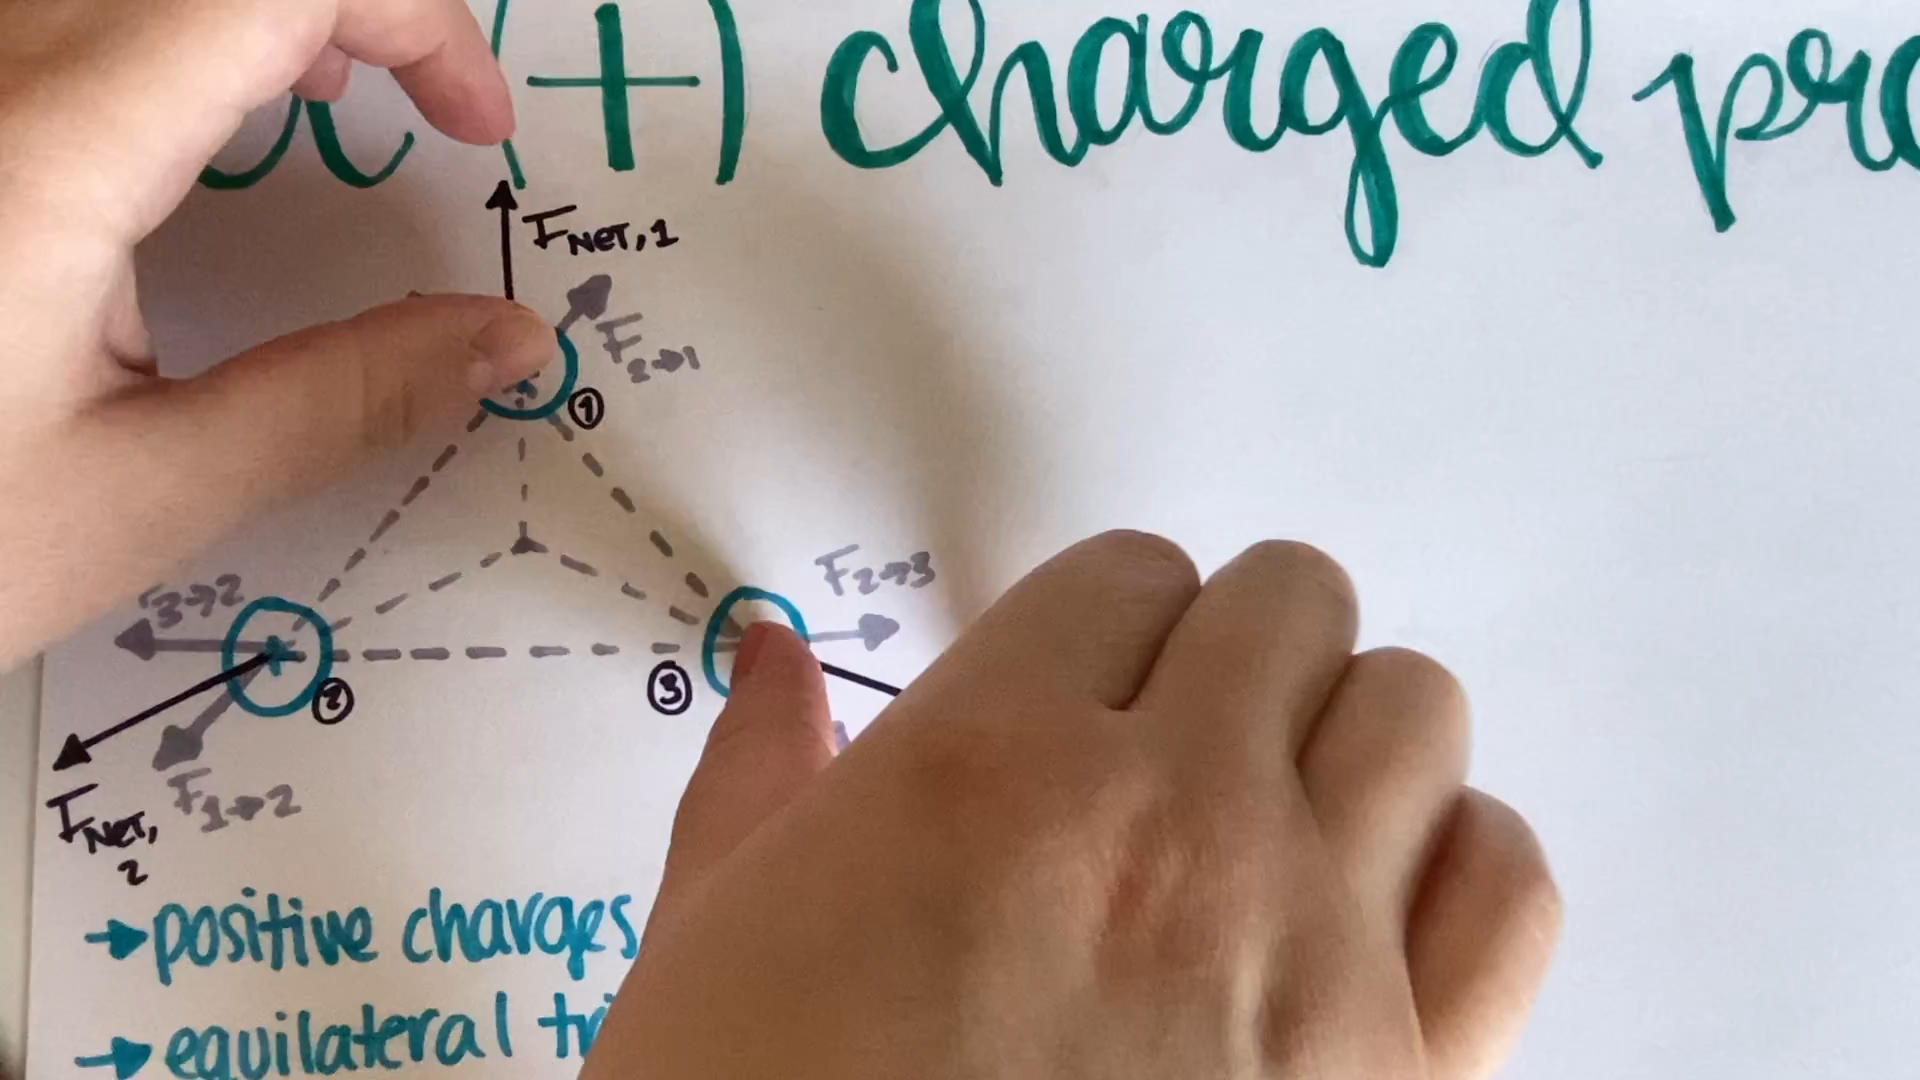 (+) charged
F NET, 1
F 2→1
1
F 2→3
3→2
2
3
F NET, 2
F 1→2
→ positive charges
→ equilateral